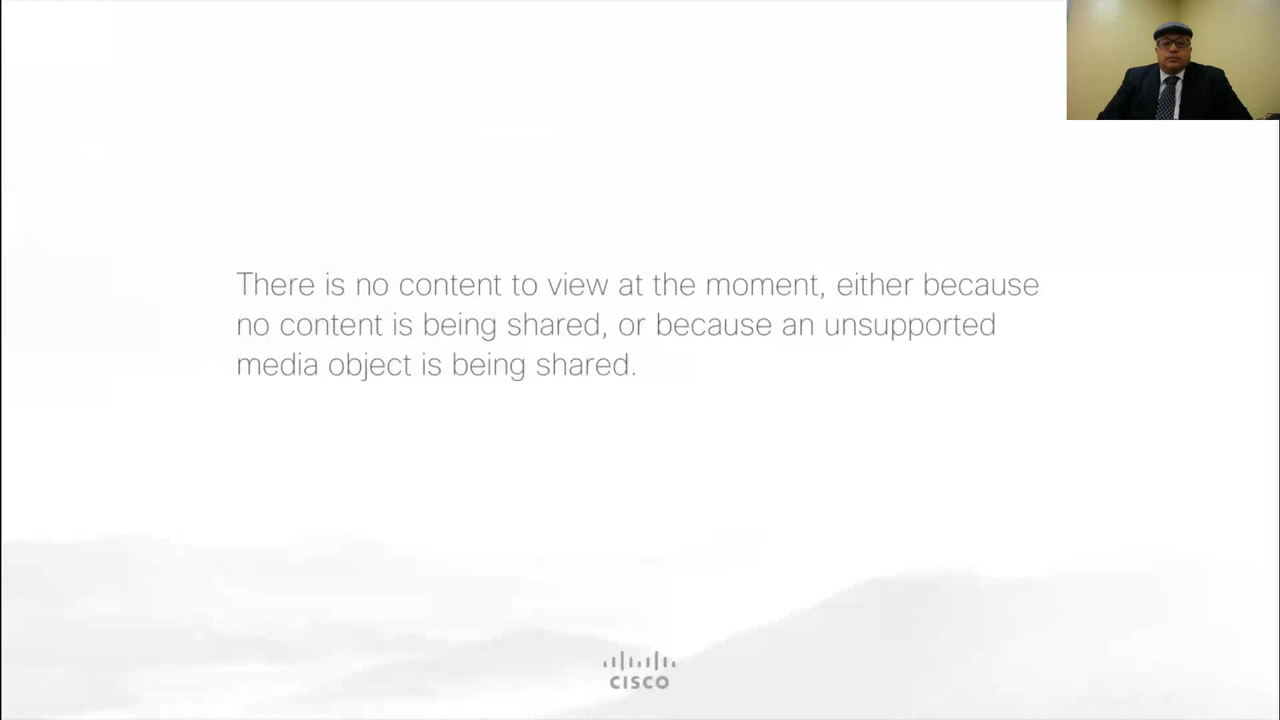 There is no content to view at the moment, either because
no content is being shared, or because an unsupported
media object is being shared.
CISCO